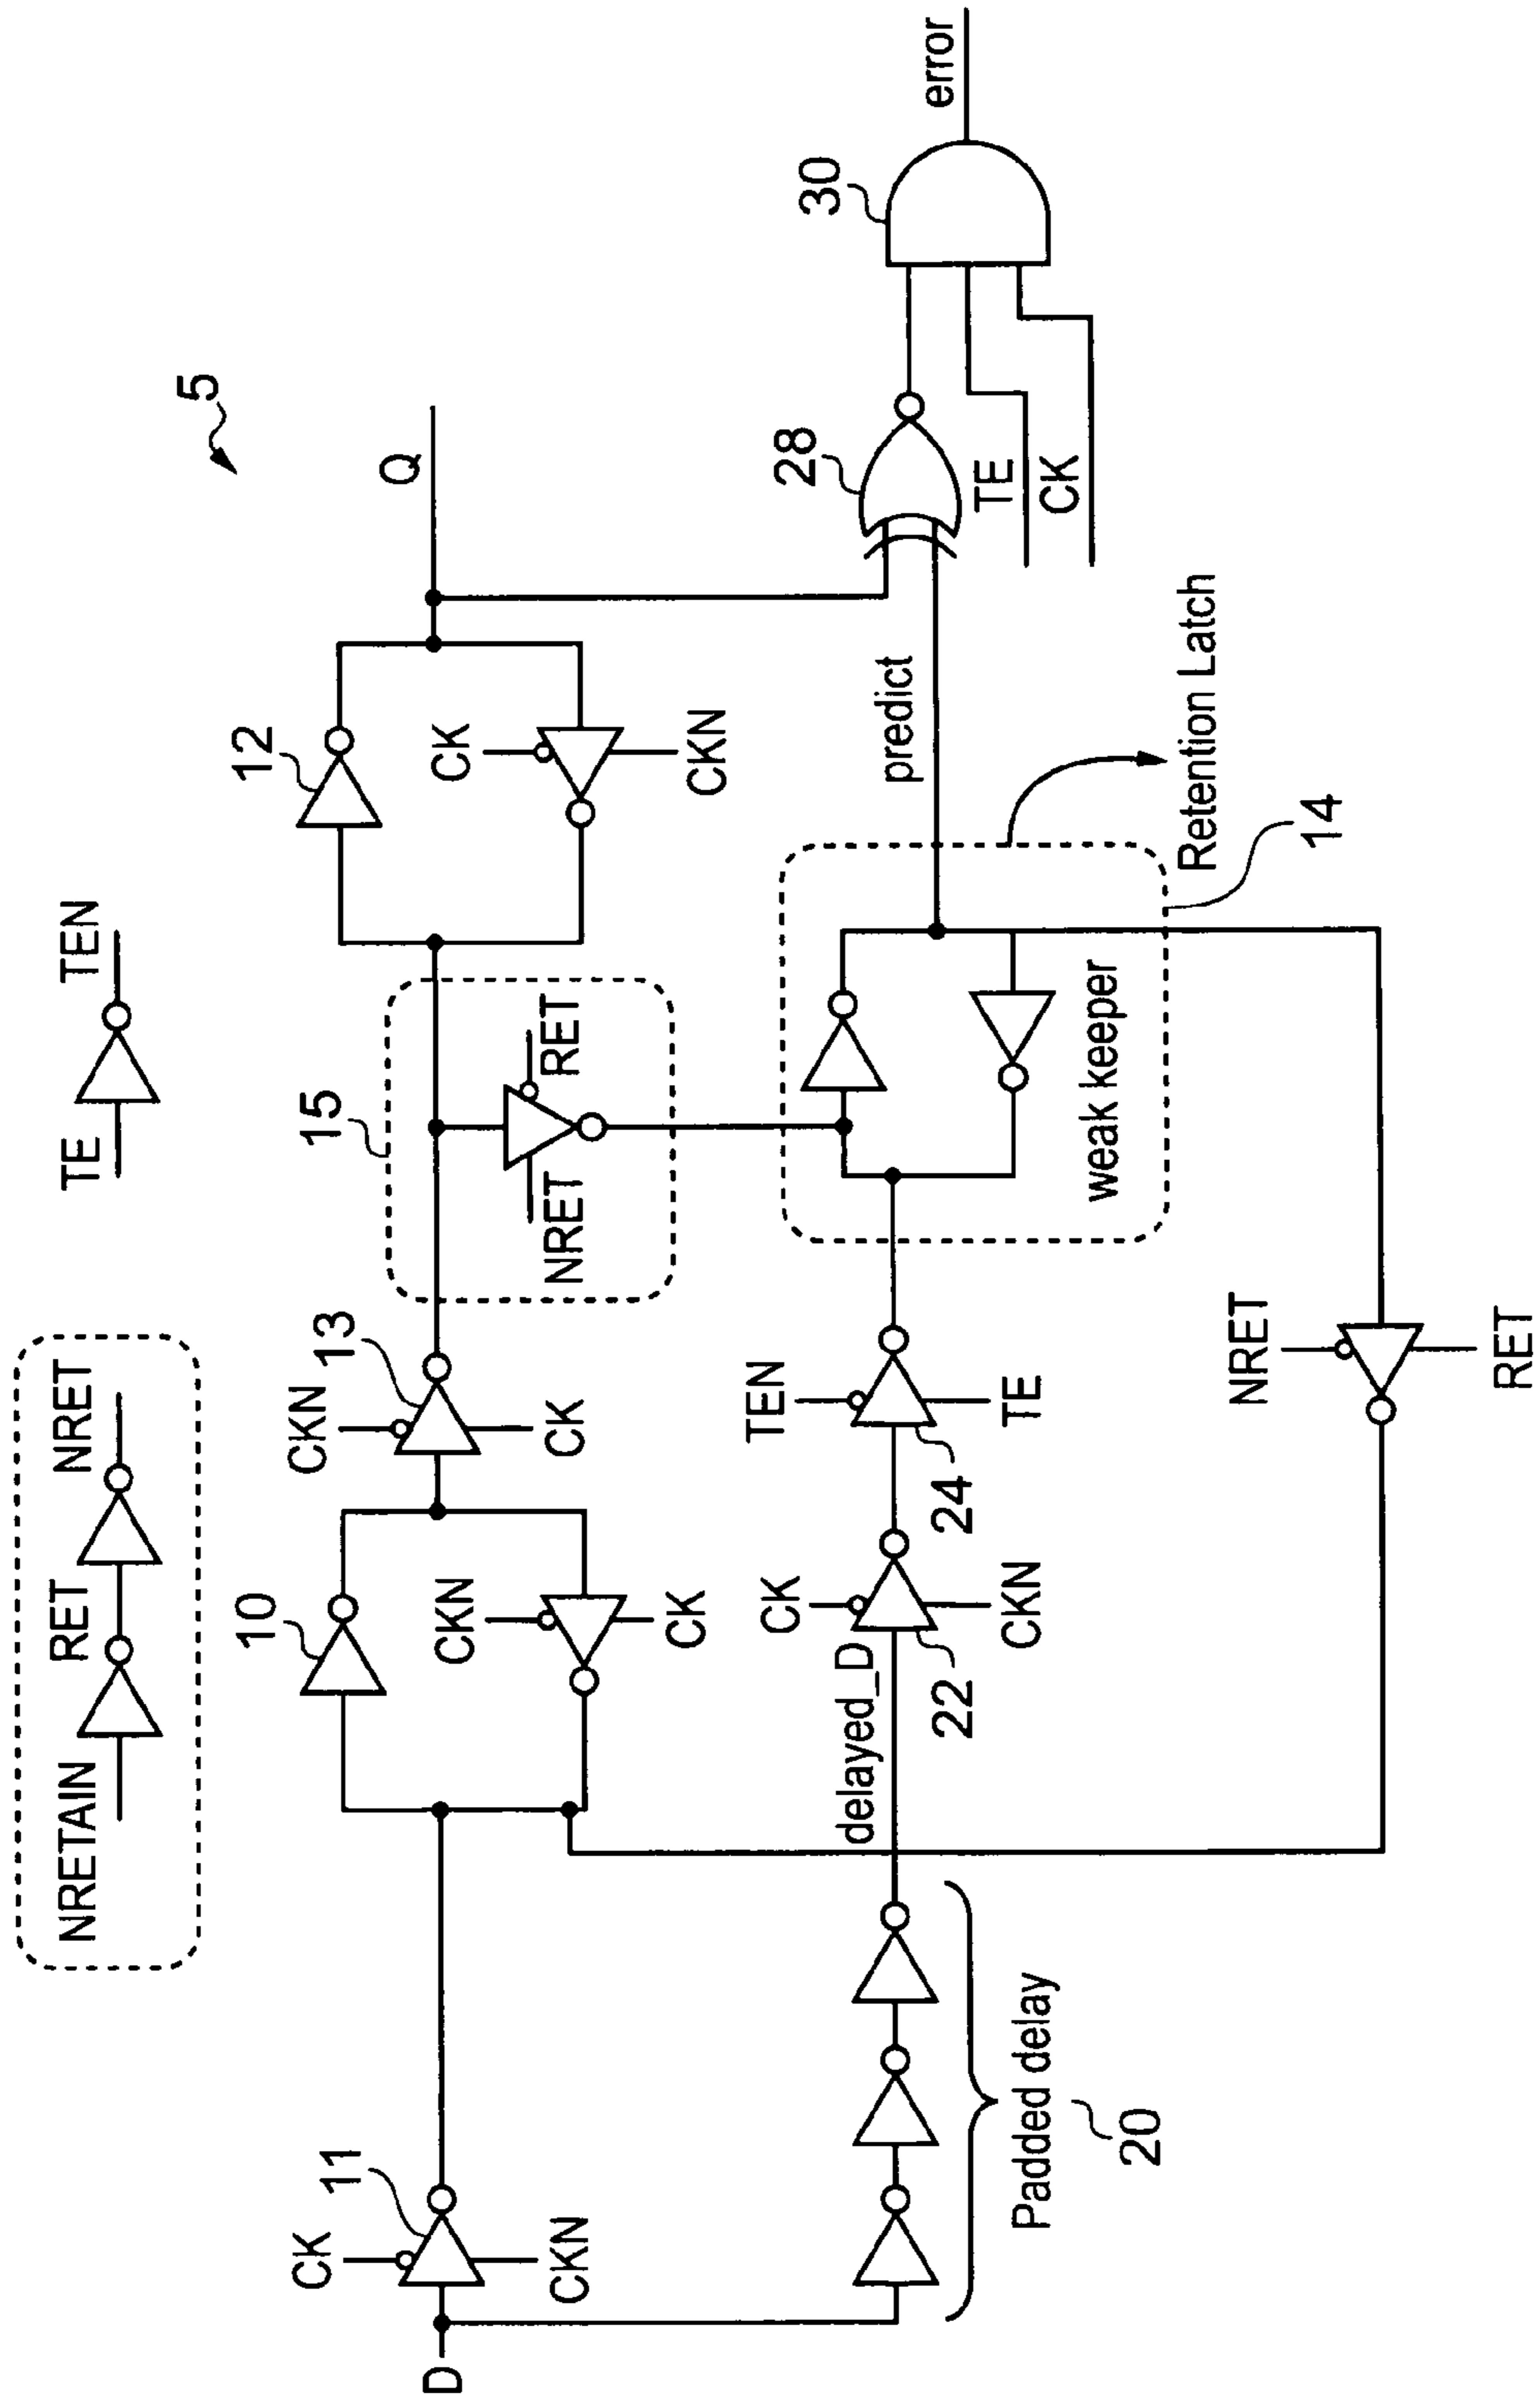 5
NRETAIN
RET
NRET
TE
TEN
D
CK
11
CKN
10
CKN
CK
CKN
13
CK
15
NRET
RET
12
CK
CKN
Q
Padded delay
20
delayed_D
CK
22
CKN
TEN
24
TE
weak keeper
14
Retention Latch
predict
28
TE
CK
30
error
NRET
RET